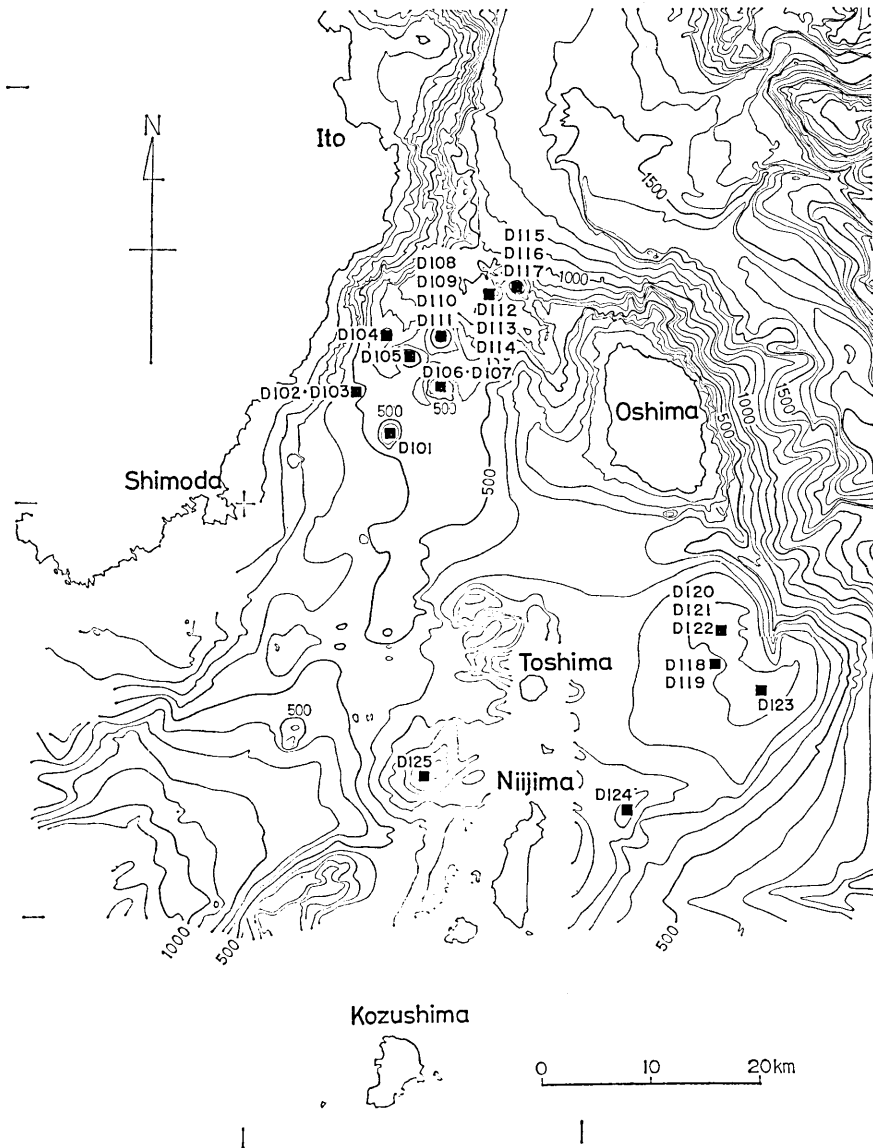 N
Ito
1500
D115
D116
D117
1000
D108
D109
D110
D111
D112
D113
D114
D104
D105
D106·D107
D102·D103
500
500
D101
Oshima
500
1000
1500
Shimoda
500
D120
D121
D122
D118
D119
D123
Toshima
500
D125
Niijima
D124
1000
500
500
Kozushima
0 10 20km